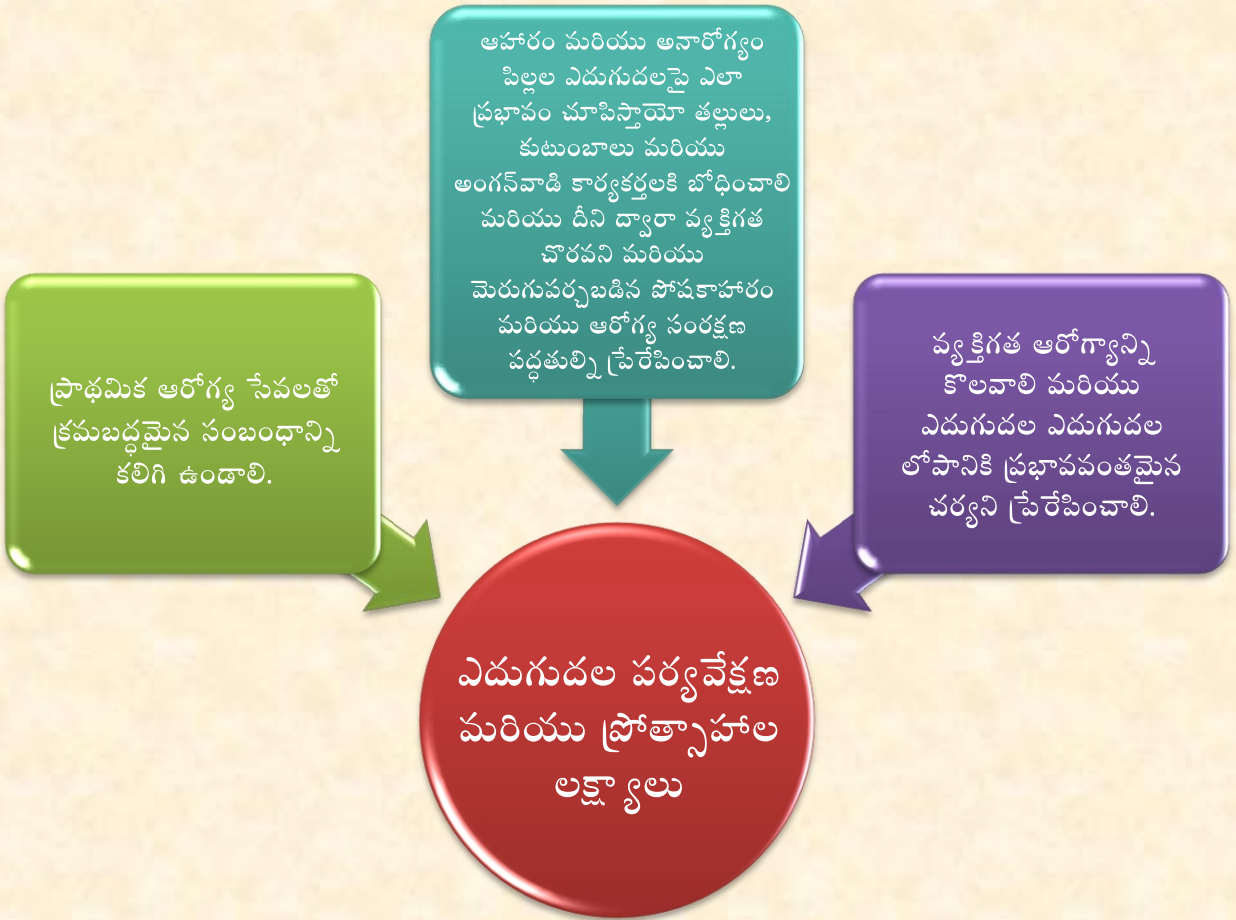 ఆహారం మరియు అనారోగ్యం
పిల్లల ఎదుగుదలపై ఎలా
ప్రభావం చూపిస్తాయో తల్లులు,
కుటుంబాలు మరియు
అంగన్‌వాడి కార్యకర్తలకి బోధించాలి
మరియు దీని ద్వారా వ్యక్తిగత
చొరవని మరియు
మెరుగుపర్చబడిన పోషకాహారం
మరియు ఆరోగ్య సంరక్షణ
పద్ధతుల్ని ప్రేరేపించాలి.
ప్రాథమిక ఆరోగ్య సేవలతో
క్రమబద్ధమైన సంబంధాన్ని
కలిగి ఉండాలి.
వ్యక్తిగత ఆరోగ్యాన్ని
కొలవాలి మరియు
ఎదుగుదల ఎదుగుదల
లోపానికి ప్రభావవంతమైన
చర్యని ప్రేరేపించాలి.
ఎదుగుదల పర్యవేక్షణ
మరియు ప్రోత్సాహాల
లక్ష్యాలు